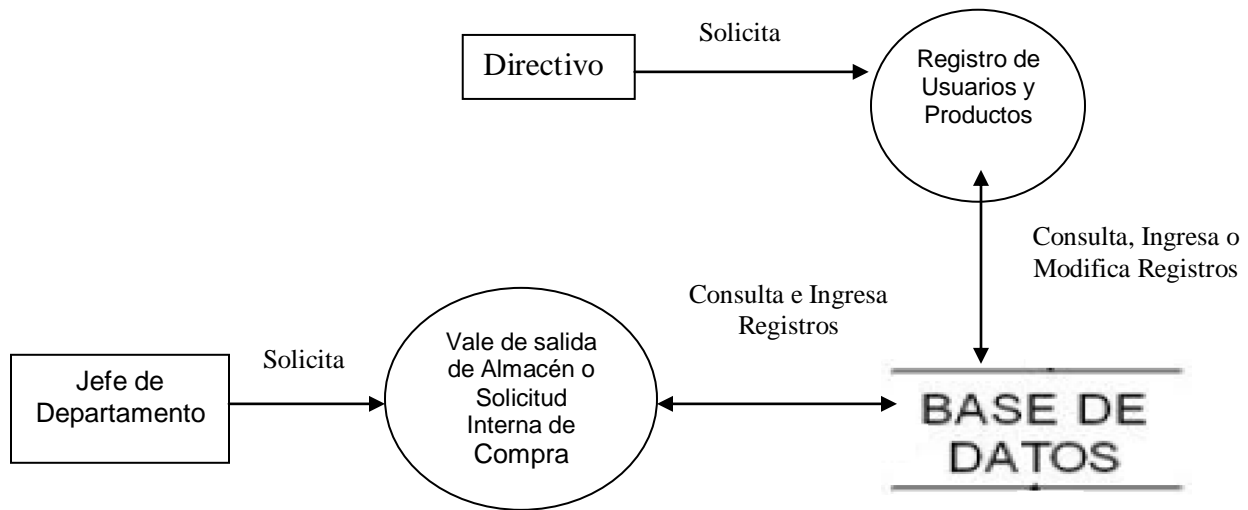 Directivo
Solicita
Registro de
Usuarios y
Productos
Consulta, Ingresa o
Modifica Registros
Consulta e Ingresa
Registros
Jefe de
Departamento
Solicita
Vale de salida
de Almacén o
Solicitud
Interna de
Compra
BASE DE
DATOS